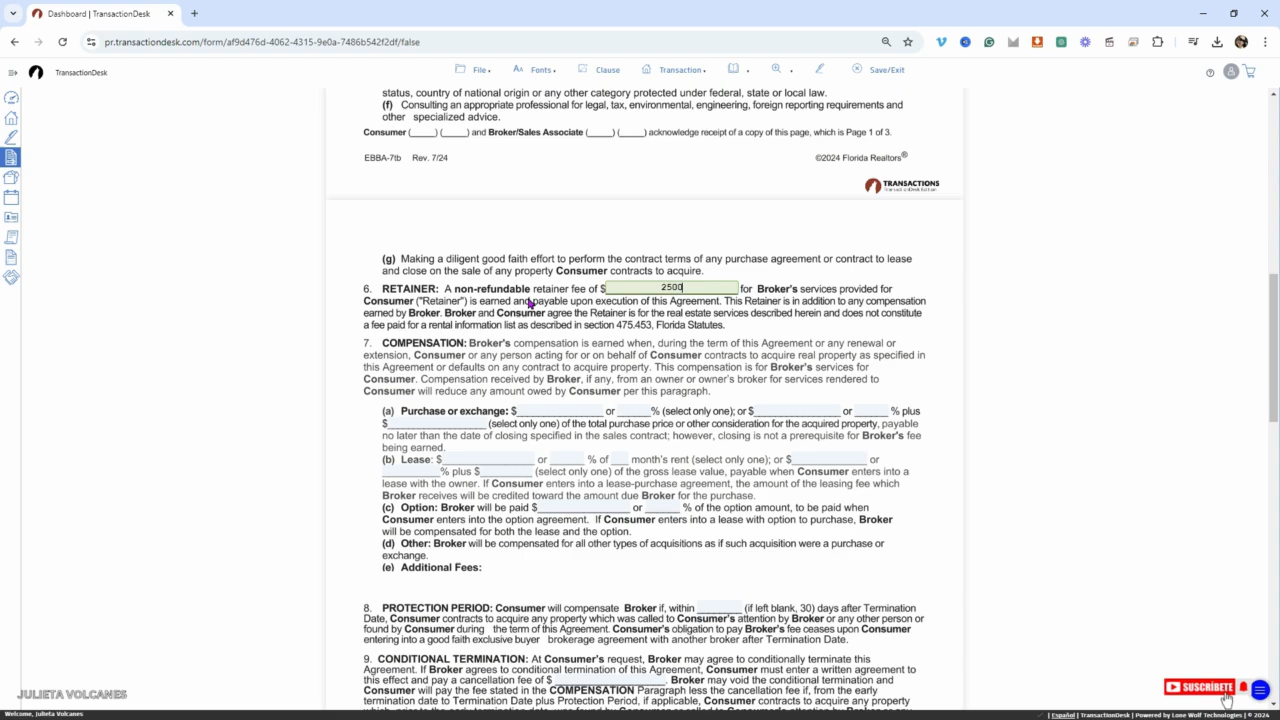 Dashboard | TransactionDesk
pr.transactiondesk.com/form/af9d476d-4062-4315-9e0a-7486b542f2df/false
TransactionDesk
File
Fonts
Clause
Transaction
Save/Exit
status, country of national origin or any other category protected under federal, state or local law.
(f) Consulting an appropriate professional for legal, tax, environmental, engineering, foreign reporting requirements and
other specialized advice.
Consumer (____) (____) and Broker/Sales Associate (____) (____) acknowledge receipt of a copy of this page, which is Page 1 of 3.
EBBA-7tb Rev. 7/24 ©2024 Florida Realtors®
TRANSACTIONS
TransactionDesk Edition
(g) Making a diligent good faith effort to perform the contract terms of any purchase agreement or contract to lease
and close on the sale of any property Consumer contracts to acquire.
6. RETAINER: A non-refundable retainer fee of $ 2500 for Broker's services provided for
Consumer ("Retainer") is earned and payable upon execution of this Agreement. This Retainer is in addition to any compensation
earned by Broker. Broker and Consumer agree the Retainer is for the real estate services described herein and does not constitute
a fee paid for a rental information list as described in section 475.453, Florida Statutes.
7. COMPENSATION: Broker's compensation is earned when, during the term of this Agreement or any renewal or
extension, Consumer or any person acting for or on behalf of Consumer contracts to acquire real property as specified in
this Agreement or defaults on any contract to acquire property. This compensation is for Broker's services for
Consumer. Compensation received by Broker, if any, from an owner or owner's broker for services rendered to
Consumer will reduce any amount owed by Consumer per this paragraph.
(a) Purchase or exchange: $______________ or _____% (select only one); or $______________ or _____ % plus
$________________ (select only one) of the total purchase price or other consideration for the acquired property, payable
no later than the date of closing specified in the sales contract; however, closing is not a prerequisite for Broker's fee
being earned.
(b) Lease: $_______________ or _____ % of ___ month's rent (select only one); or $____________ or
_________% plus $________ (select only one) of the gross lease value, payable when Consumer enters into a
lease with the owner. If Consumer enters into a lease-purchase agreement, the amount of the leasing fee which
Broker receives will be credited toward the amount due Broker for the purchase.
(c) Option: Broker will be paid $_______________ or ______ % of the option amount, to be paid when
Consumer enters into the option agreement. If Consumer enters into a lease with option to purchase, Broker
will be compensated for both the lease and the option.
(d) Other: Broker will be compensated for all other types of acquisitions as if such acquisition were a purchase or
exchange.
(e) Additional Fees:
8. PROTECTION PERIOD: Consumer will compensate Broker if, within _______ (if left blank, 30) days after Termination
Date, Consumer contracts to acquire any property which was called to Consumer's attention by Broker or any other person or
found by Consumer during the term of this Agreement. Consumer's obligation to pay Broker's fee ceases upon Consumer
entering into a good faith exclusive buyer brokerage agreement with another broker after Termination Date.
9. CONDITIONAL TERMINATION: At Consumer's request, Broker may agree to conditionally terminate this
Agreement. If Broker agrees to conditional termination of this Agreement, Consumer must enter a written agreement to
this effect and pay a cancellation fee of $__________________. Broker may void the conditional termination and
Consumer will pay the fee stated in the COMPENSATION Paragraph less the cancellation fee if, from the early
termination date to Termination Date plus Protection Period, if applicable, Consumer contracts to acquire any
JULIETA VOLCANES
SUSCRÍBETE
Welcome, Julieta Volcanes
| Español | Powered by Lone Wolf Technologies | © 2024